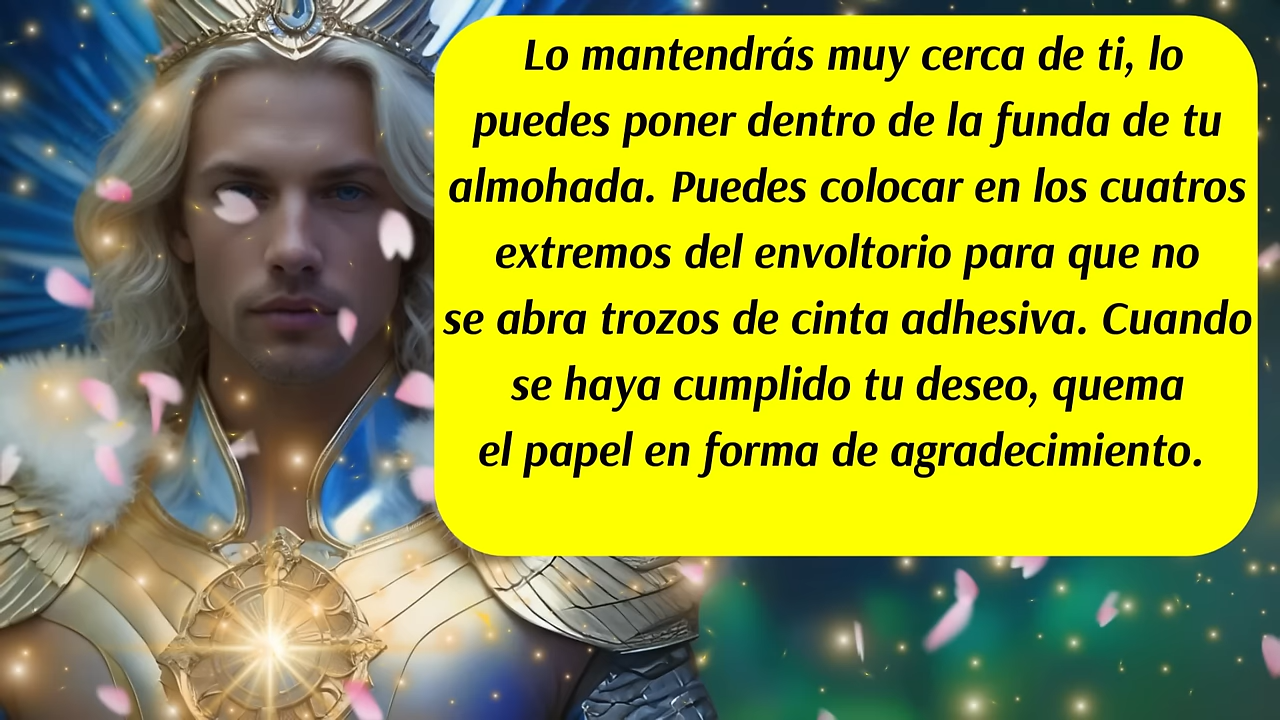 Lo mantendrás muy cerca de ti, lo
puedes poner dentro de la funda de tu
almohada. Puedes colocar en los cuatros
extremos del envoltorio para que no
se abra trozos de cinta adhesiva. Cuando
se haya cumplido tu deseo, quema
el papel en forma de agradecimiento.